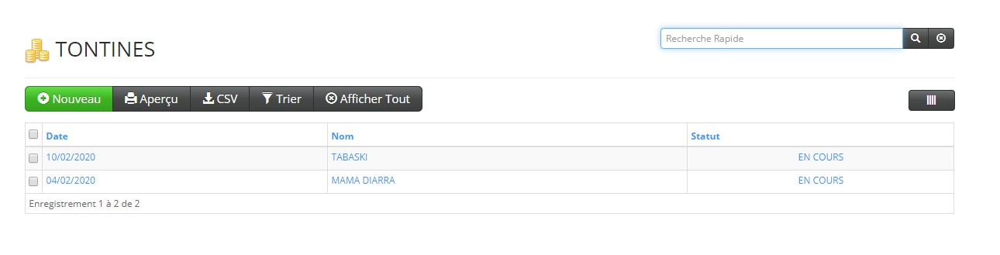 TONTINES
Recherche Rapide
Nouveau Aperçu CSV Trier Afficher Tout
Date Nom Statut
10/02/2020 TABASKI EN COURS
04/02/2020 MAMA DIARRA EN COURS
Enregistrement 1 à 2 de 2